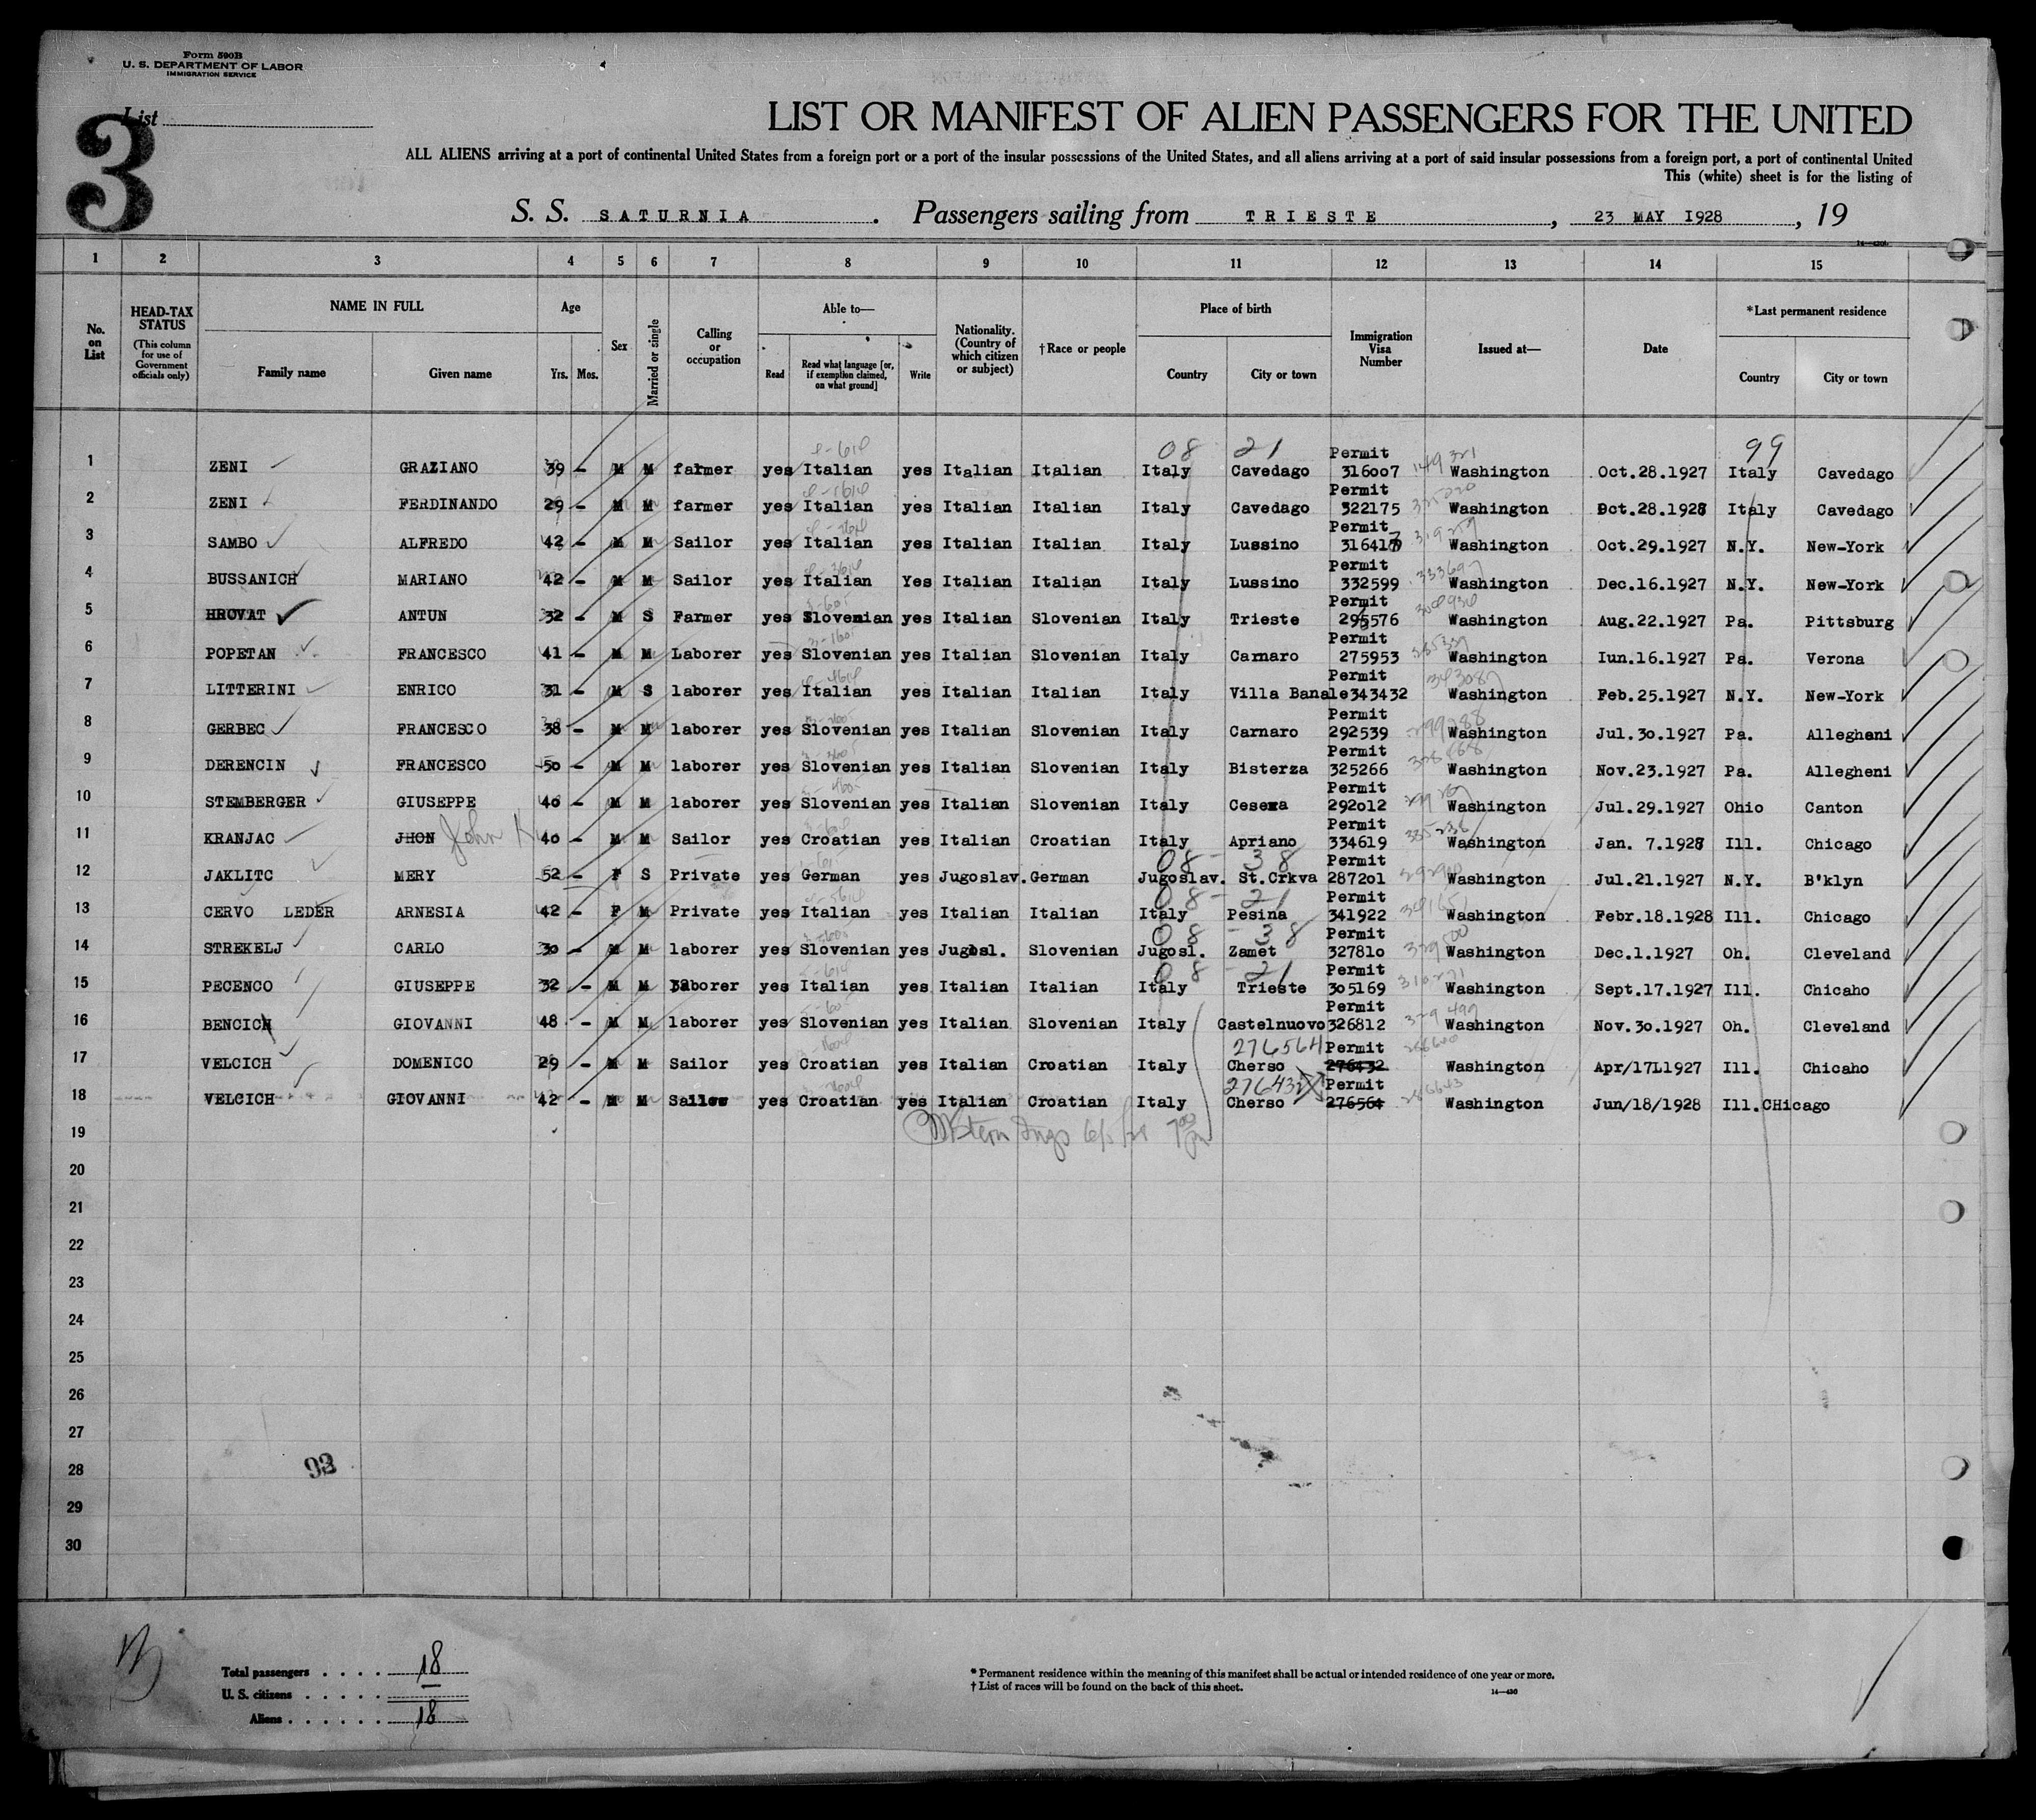 Form 500B
U. S. DEPARTMENT OF LABOR
IMMIGRATION SERVICE
List
3
LIST OR MANIFEST OF ALIEN PASSENGERS FOR THE UNITED
ALL ALIENS arriving at a port of continental United States from a foreign port or a port of the insular possessions of the United States, and all aliens arriving at a port of said insular possessions from a foreign port, a port of continental United
This (white) sheet is for the listing of
S. S. SATURNIA . Passengers sailing from TRIESTE , 23 MAY 1928 , 19
1 2 3 4 5 6 7 8 9 10 11 12 13 14 15
No. on List
HEAD-TAX STATUS (This column for use of Government officials only)
NAME IN FULL Family name Given name
Age Yrs. Mos.
Sex
Married or single
Calling or occupation
Able to— Read Read what language [or, if exemption claimed, on what ground] Write
Nationality. (Country of which citizen or subject)
†Race or people
Place of birth Country City or town
Immigration Visa Number
Issued at—
Date
*Last permanent residence Country City or town
08 21 99
1 ZENI GRAZIANO 39 - M M farmer yes Italian yes Italian Italian Italy Cavedago Permit 316007 Washington Oct.28.1927 Italy Cavedago
2 ZENI FERDINANDO 29 - M M farmer yes Italian yes Italian Italian Italy Cavedago Permit 322175 Washington Oct.28.1928 Italy Cavedago
3 SAMBO ALFREDO 42 - M M Sailor yes Italian yes Italian Italian Italy Lussino Permit 316417 Washington Oct.29.1927 N.Y. New-York
4 BUSSANICH MARIANO 42 - M M Sailor yes Italian Yes Italian Italian Italy Lussino Permit 332599 Washington Dec.16.1927 N.Y. New-York
5 HROVAT ANTUN 32 - M S Farmer yes Slovenian yes Italian Slovenian Italy Trieste Permit Washington Aug.22.1927 Pa. Pittsburg
6 POPETAN FRANCESCO 41 - M M Laborer yes Slovenian yes Italian Slovenian Italy Carnaro Permit 275953 Washington Iun.16.1927 Pa. Verona
7 LITTERINI ENRICO 31 - M S laborer yes Italian yes Italian Italian Italy Villa Banale Permit 343432 Washington Feb.25.1927 N.Y. New-York
8 GERBEC FRANCESCO 38 - M M laborer yes Slovenian yes Italian Slovenian Italy Carnaro Permit 292539 Washington Jul.30.1927 Pa. Allegheni
9 DERENCIN FRANCESCO 50 - M M laborer yes Slovenian yes Italian Slovenian Italy Bisterza Permit 325266 Washington Nov.23.1927 Pa. Allegheni
10 STEMBERGER GIUSEPPE 40 - M M laborer yes Slovenian yes Italian Slovenian Italy Permit 292012 Washington Jul.29.1927 Ohio Canton
11 KRANJAC JHON John 40 - M M Sailor yes Croatian yes Italian Croatian Italy Apriano Permit 334619 Washington Jan. 7.1928 Ill. Chicago
08 - 38
12 JAKLITC MERY 52 - F S Private yes German yes Jugoslav. German Jugoslav. St.Crkva Permit 287201 Washington Jul.21.1927 N.Y. B'klyn
08 - 21
13 CERVO LEDER ARNESIA 42 - F M Private yes Italian yes Italian Italian Italy Pesina Permit 341922 Washington Febr.18.1928 Ill. Chicago
08 - 38
14 STREKELJ CARLO 30 - M M laborer yes Slovenian yes Jugosl. Slovenian Jugosl. Zamet Permit 327810 Washington Dec.1.1927 Oh. Cleveland
08 - 21
15 PECENCO GIUSEPPE 32 - M M laborer yes Italian yes Italian Italian Italy Trieste Permit 305169 Washington Sept.17.1927 Ill. Chicaho
16 BENCICH GIOVANNI 48 - M M laborer yes Slovenian yes Italian Slovenian Italy Castelnuovo Permit 326812 Washington Nov.30.1927 Oh. Cleveland
276564
17 VELCICH DOMENICO 29 - M M Sailor yes Croatian yes Italian Croatian Italy Cherso Permit 276432 Washington Apr/17L1927 Ill. Chicaho
276432
18 VELCICH GIOVANNI 42 - M M Sailor yes Croatian yes Italian Croatian Italy Cherso Permit 276564 Washington Jun/18/1928 Ill. CHicago
19
20
21
22
23
24
25
26
27
28
29
30
Total passengers 18
U. S. citizens
Aliens 18
* Permanent residence within the meaning of this manifest shall be actual or intended residence of one year or more.
† List of races will be found on the back of this sheet.
14—430